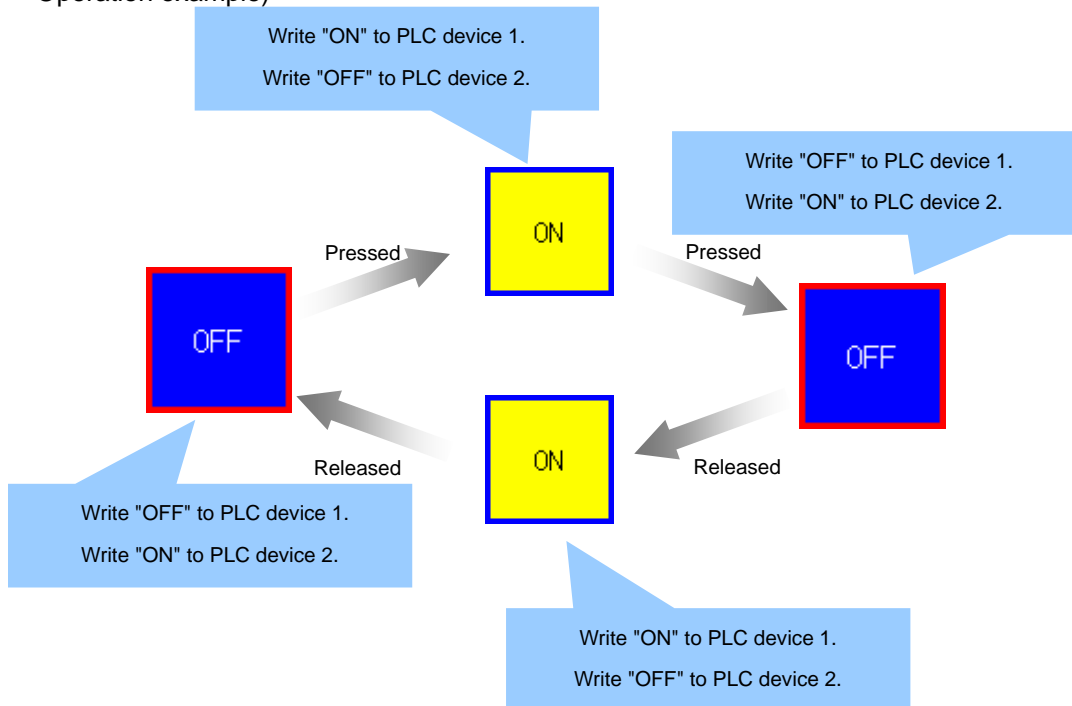 Operation example)
Write "ON" to PLC device 1.
Write "OFF" to PLC device 2.
Write "OFF" to PLC device 1.
Write "ON" to PLC device 2.
ON
Pressed
Pressed
OFF
OFF
ON
Released
Released
Write "OFF" to PLC device 1.
Write "ON" to PLC device 2.
Write "ON" to PLC device 1.
Write "OFF" to PLC device 2.